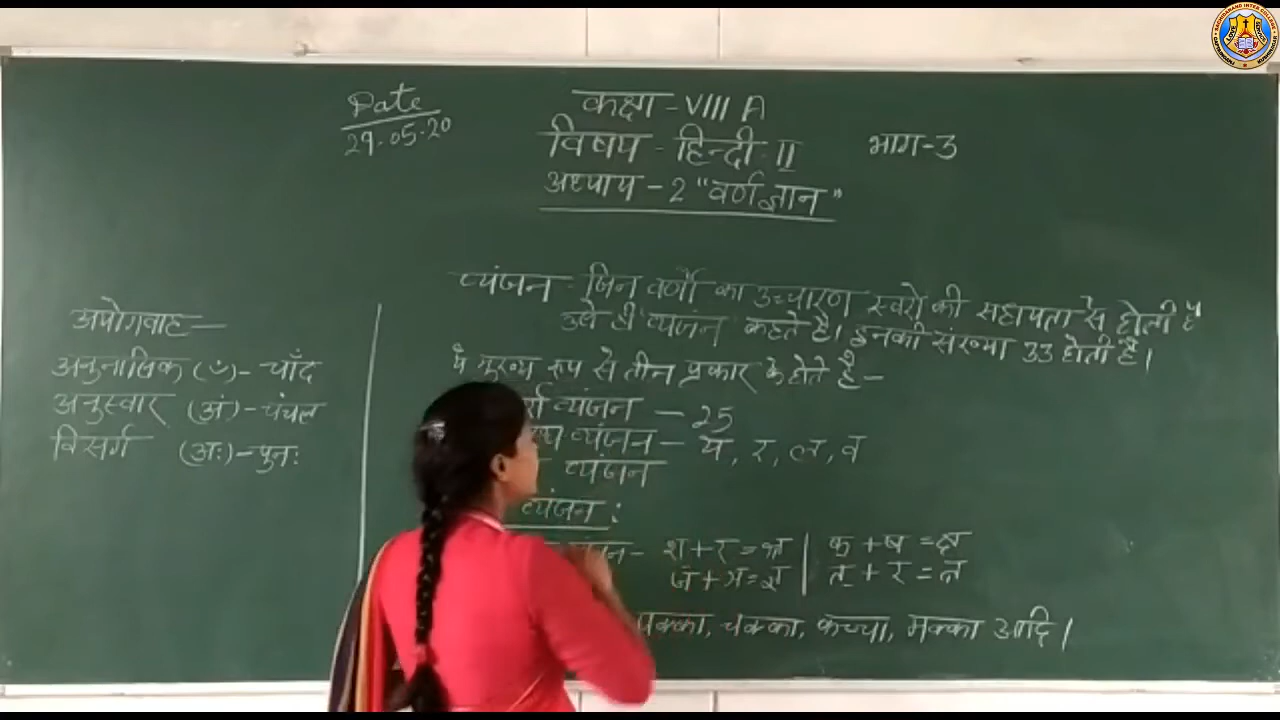 Date
29.05.20
कक्षा - VIII A
विषय - हिन्दी - II
भाग-3
अध्याय - 2 "वर्ण ज्ञान"
अयोगवाह —
अनुनासिक (ँ) - चाँद
अनुस्वार (अं) - चंचल
विसर्ग (अः) - पुनः
व्यंजन - जिन वर्णों का उच्चारण स्वरों की सहायता से होती है
उसे ही "व्यंजन" कहते है। इनकी संख्या 33 होती है।
ये मुख्य रूप से तीन प्रकार के होते है –
व्यंजन — 25
व्यंजन - य, र, ल, व
व्यंजन
व्यंजन :
श + र = श्र | क + ष = क्ष
ज + ञ = ज्ञ | त + र = त्र
पक्का, चक्का, कच्चा, मक्का आदि।